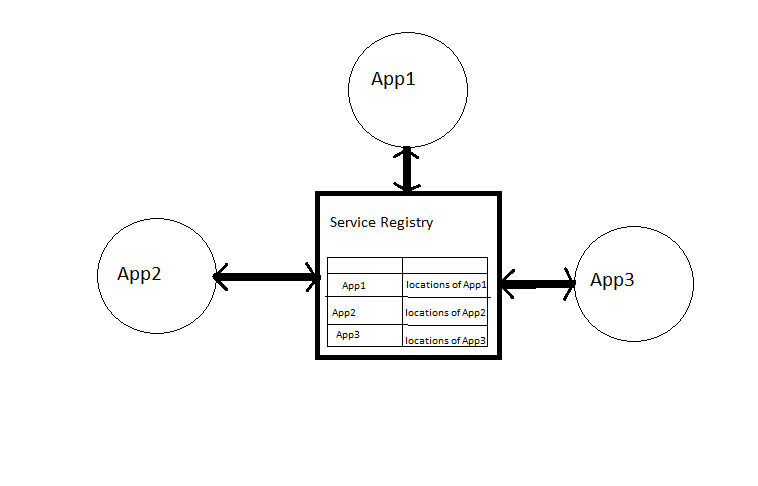 App1
Service Registry
App2
App3
App1 locations of App1
App2 locations of App2
App3 locations of App3